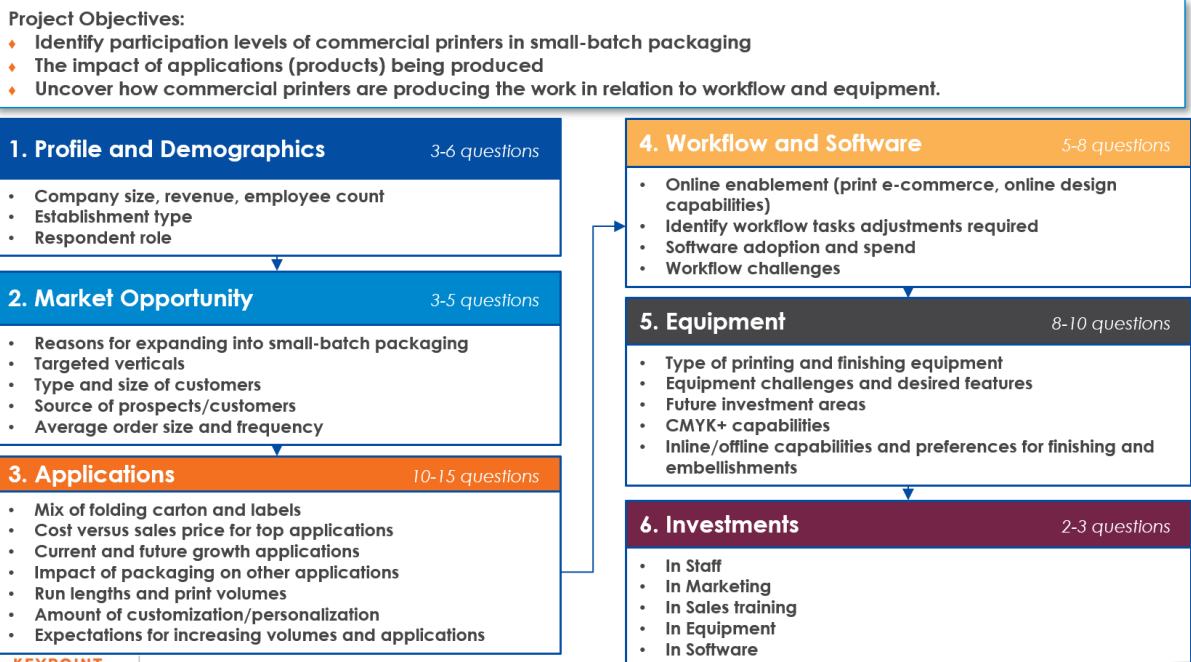 Project Objectives:
♦ Identify participation levels of commercial printers in small-batch packaging
♦ The impact of applications (products) being produced
♦ Uncover how commercial printers are producing the work in relation to workflow and equipment.
1. Profile and Demographics 3-6 questions
• Company size, revenue, employee count
• Establishment type
• Respondent role
2. Market Opportunity 3-5 questions
• Reasons for expanding into small-batch packaging
• Targeted verticals
• Type and size of customers
• Source of prospects/customers
• Average order size and frequency
3. Applications 10-15 questions
• Mix of folding carton and labels
• Cost versus sales price for top applications
• Current and future growth applications
• Impact of packaging on other applications
• Run lengths and print volumes
• Amount of customization/personalization
• Expectations for increasing volumes and applications
4. Workflow and Software 5-8 questions
• Online enablement (print e-commerce, online design
capabilities)
• Identify workflow tasks adjustments required
• Software adoption and spend
• Workflow challenges
5. Equipment 8-10 questions
• Type of printing and finishing equipment
• Equipment challenges and desired features
• Future investment areas
• CMYK+ capabilities
• Inline/offline capabilities and preferences for finishing and
embellishments
6. Investments 2-3 questions
• In Staff
• In Marketing
• In Sales training
• In Equipment
• In Software
KEYPOINT